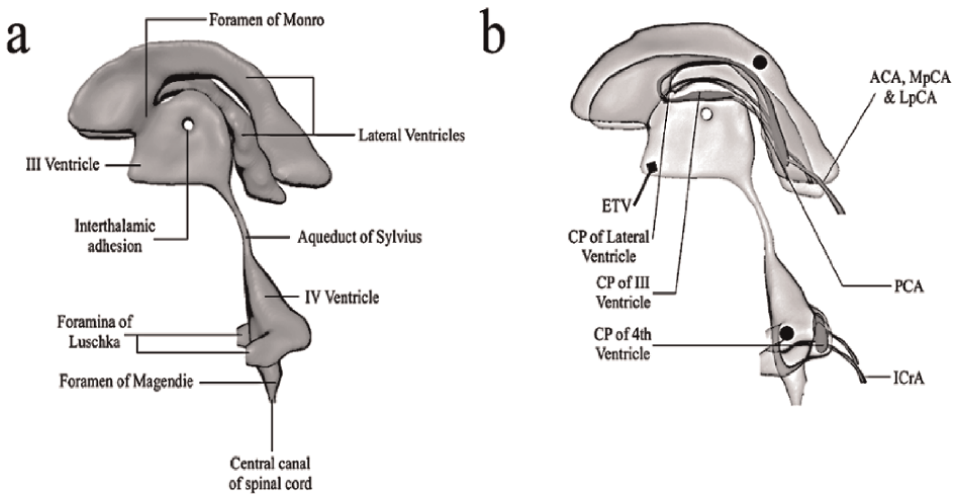 a
Foramen of Monro
Lateral Ventricles
III Ventricle
Interthalamic
adhesion
Aqueduct of Sylvius
IV Ventricle
Foramina of
Luschka
Foramen of Magendie
Central canal
of spinal cord
b
ACA, MpCA
& LpCA
ETV
CP of Lateral
Ventricle
CP of III
Ventricle
PCA
CP of 4th
Ventricle
ICrA